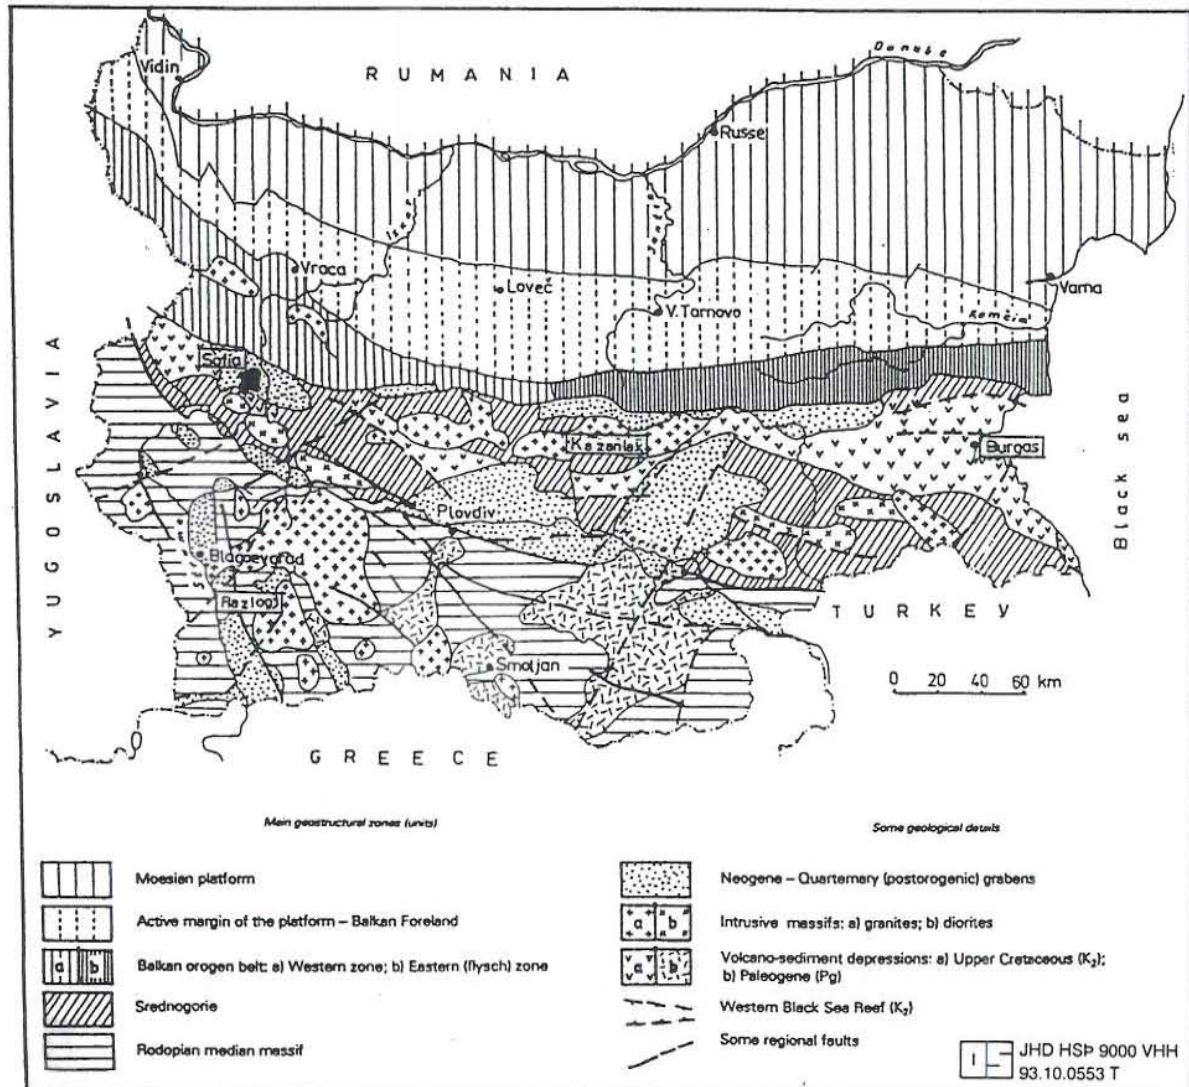 Danube
RUMANIA
Vidin
Russe
Iskar
Jantra
Vraca
Loveč
V. Tarnovo
Varna
Kamčia
Sofia
YUGOSLAVIA
Kazanlak
Burgas
Black sea
Plovdiv
Blagoevgrad
Razlog
TURKEY
Smoljan
0 20 40 60 km
GREECE
Main geostructural zones (units)
Moesian platform
Active margin of the platform – Balkan Foreland
a b
Balkan orogen belt: a) Western zone; b) Eastern (flysch) zone
Srednogorie
Rodopian median massif
Some geological details
Neogene – Quarternary (postorogenic) grabens
a b
Intrusive massifs: a) granites; b) diorites
a b
Volcano-sediment depressions: a) Upper Cretaceous (K₂);
b) Paleogene (Pg)
Western Black Sea Reef (K₂)
Some regional faults
JHD HSÞ 9000 VHH
93.10.0553 T